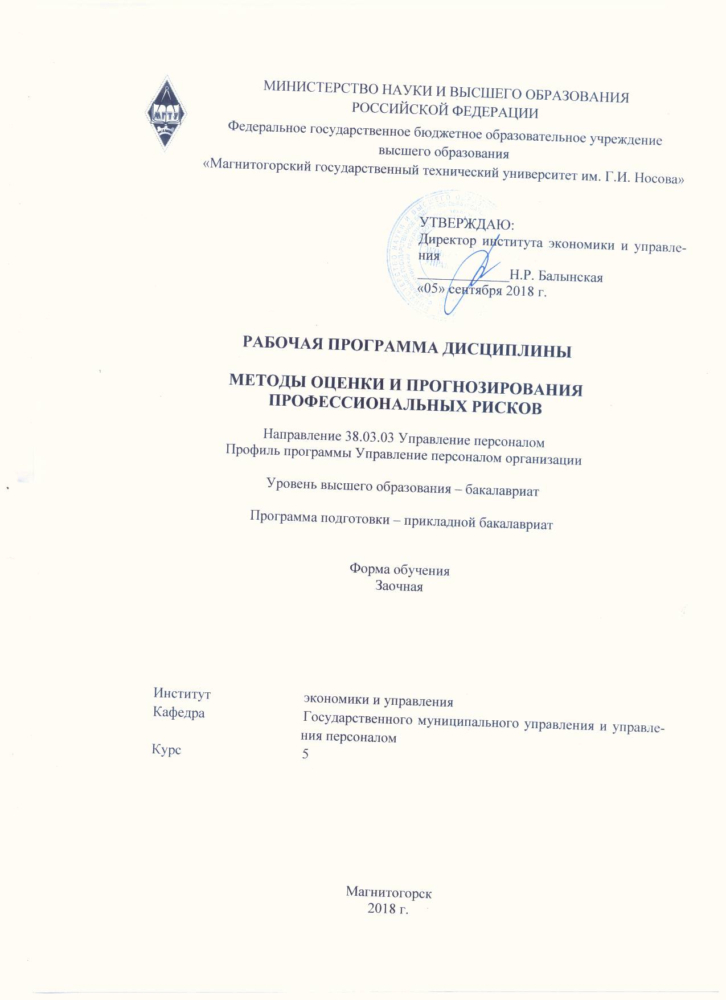 МИНИСТЕРСТВО НАУКИ И ВЫСШЕГО ОБРАЗОВАНИЯ
РОССИЙСКОЙ ФЕДЕРАЦИИ
Федеральное государственное бюджетное образовательное учреждение
высшего образования
«Магнитогорский государственный технический университет им. Г.И. Носова»
МГТУ
УТВЕРЖДАЮ:
Директор института экономики и управле-
ния
Н.Р. Балынская
«05» сентября 2018 г.
РАБОЧАЯ ПРОГРАММА ДИСЦИПЛИНЫ
МЕТОДЫ ОЦЕНКИ И ПРОГНОЗИРОВАНИЯ
ПРОФЕССИОНАЛЬНЫХ РИСКОВ
Направление 38.03.03 Управление персоналом
Профиль программы Управление персоналом организации
Уровень высшего образования – бакалавриат
Программа подготовки – прикладной бакалавриат
Форма обучения
Заочная
Институт экономики и управления
Кафедра Государственного муниципального управления и управле-
ния персоналом
Курс 5
Магнитогорск
2018 г.